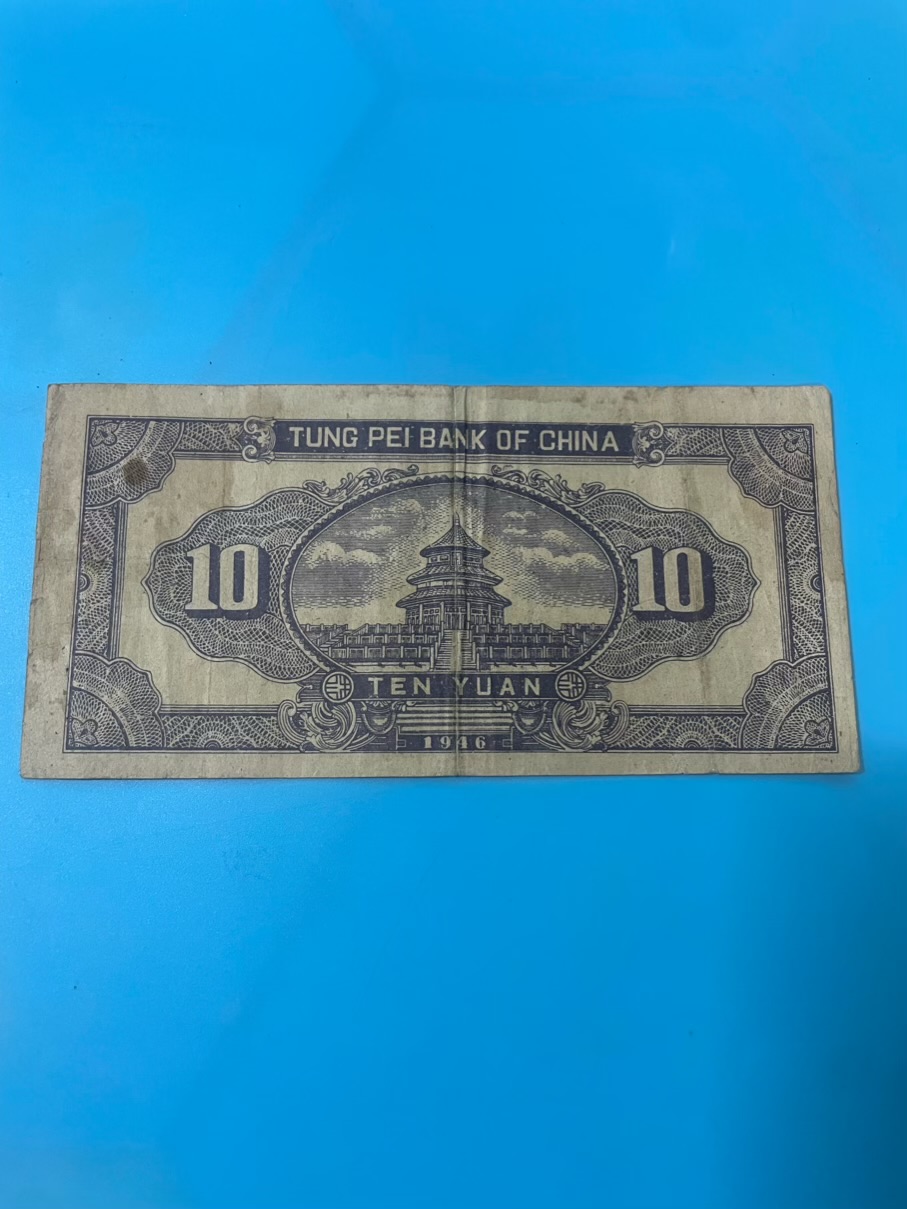 TUNG PEI BANK OF CHINA
10 10
TEN YUAN
1946